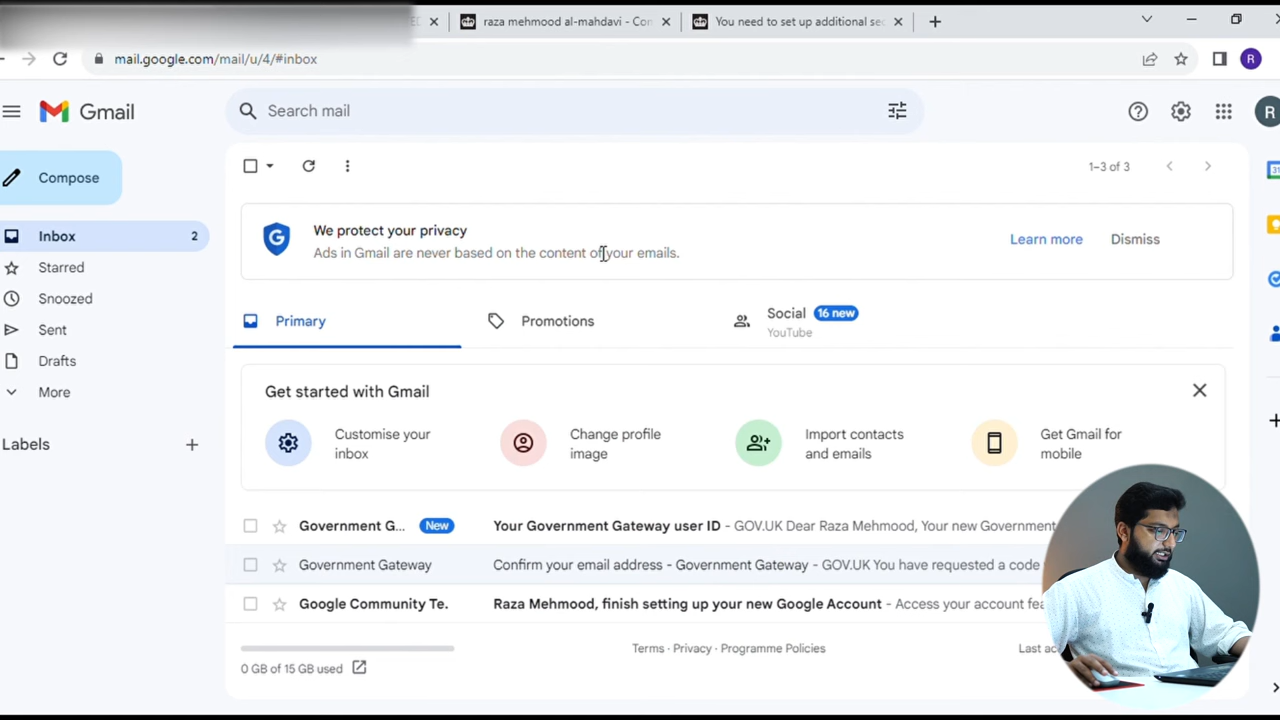 raza mehmood al-mahdavi - Con
You need to set up additional sec
mail.google.com/mail/u/4/#inbox
R
Gmail
Search mail
R
Compose
1–3 of 3
31
We protect your privacy
Ads in Gmail are never based on the content of your emails.
Learn more
Dismiss
Inbox 2
Starred
Snoozed
Sent
Drafts
More
Labels
Primary
Promotions
Social 16 new
YouTube
Get started with Gmail
Customise your
inbox
Change profile
image
Import contacts
and emails
Get Gmail for
mobile
Government G... New Your Government Gateway user ID - GOV.UK Dear Raza Mehmood, Your new Government
Government Gateway Confirm your email address - Government Gateway - GOV.UK You have requested a code
Google Community Te. Raza Mehmood, finish setting up your new Google Account - Access your account fea
0 GB of 15 GB used
Terms · Privacy · Programme Policies
Last